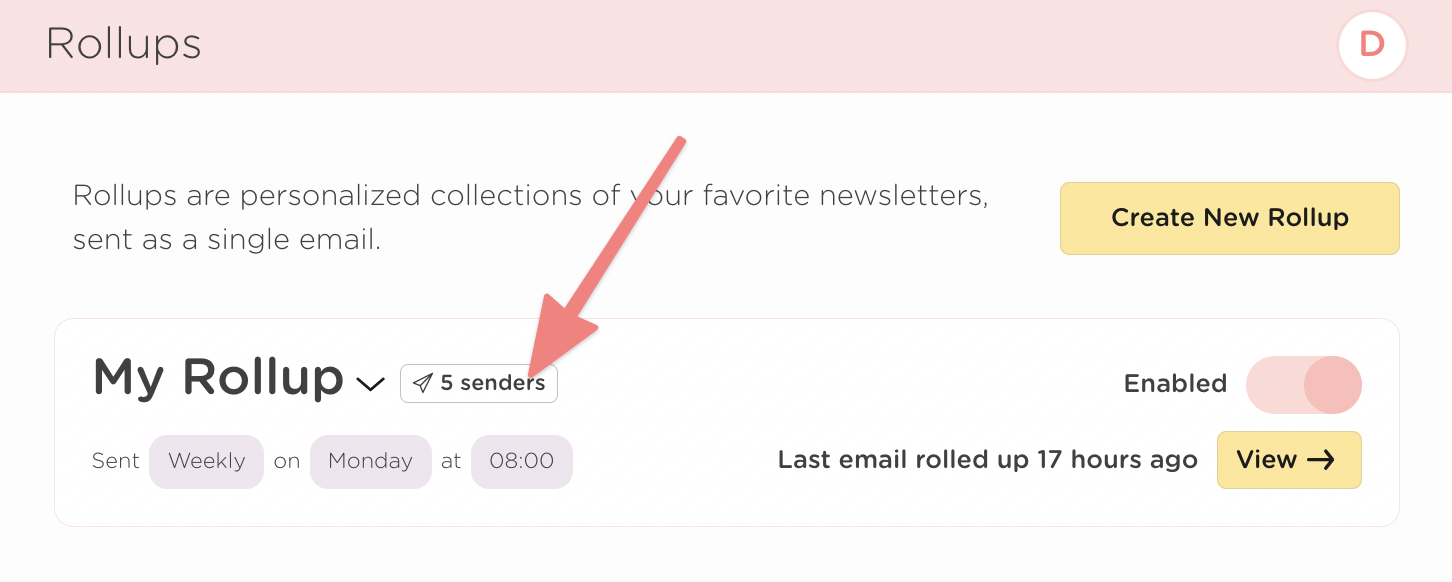 Rollups
D
Rollups are personalized collections of your favorite newsletters,
sent as a single email.
Create New Rollup
My Rollup
5 senders
Enabled
Sent Weekly on Monday at 08:00
Last email rolled up 17 hours ago
View